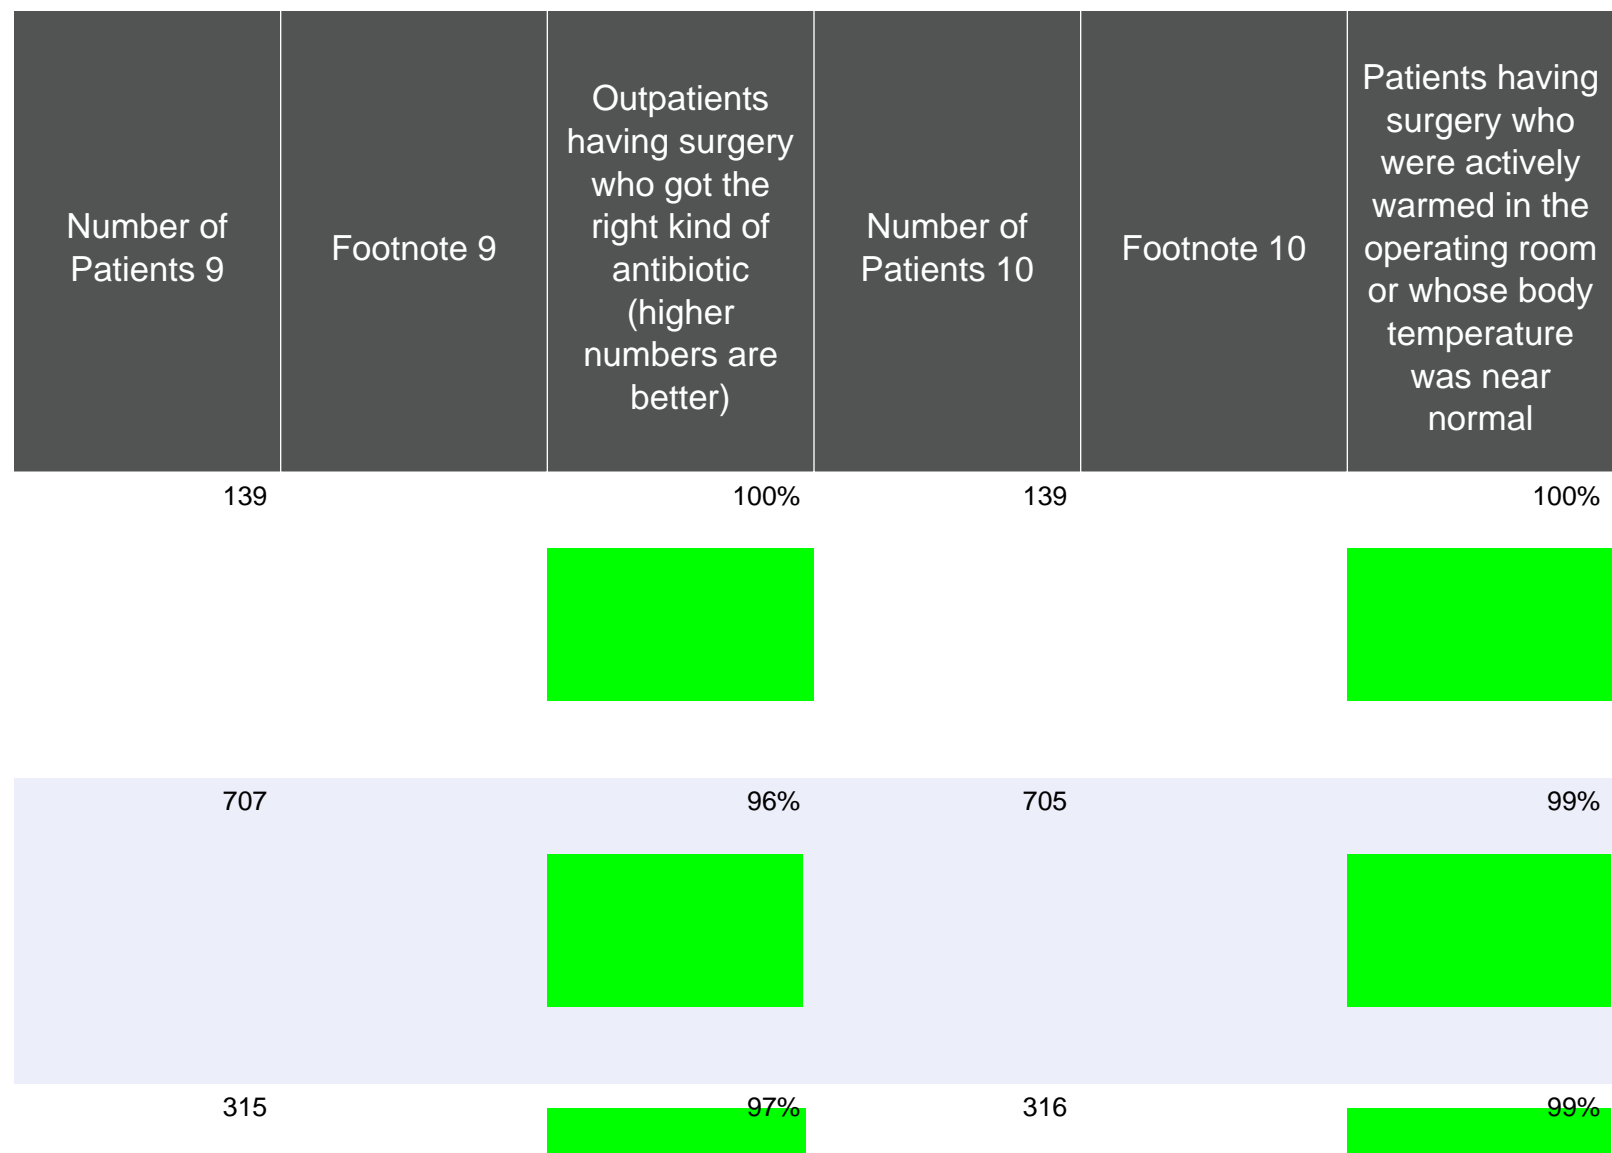 Number of
Patients 9
Footnote 9
Outpatients
having surgery
who got the
right kind of
antibiotic
(higher
numbers are
better)
Number of
Patients 10
Footnote 10
Patients having
surgery who
were actively
warmed in the
operating room
or whose body
temperature
was near
normal
139 100% 139 100%
707 96% 705 99%
315 97% 316 99%